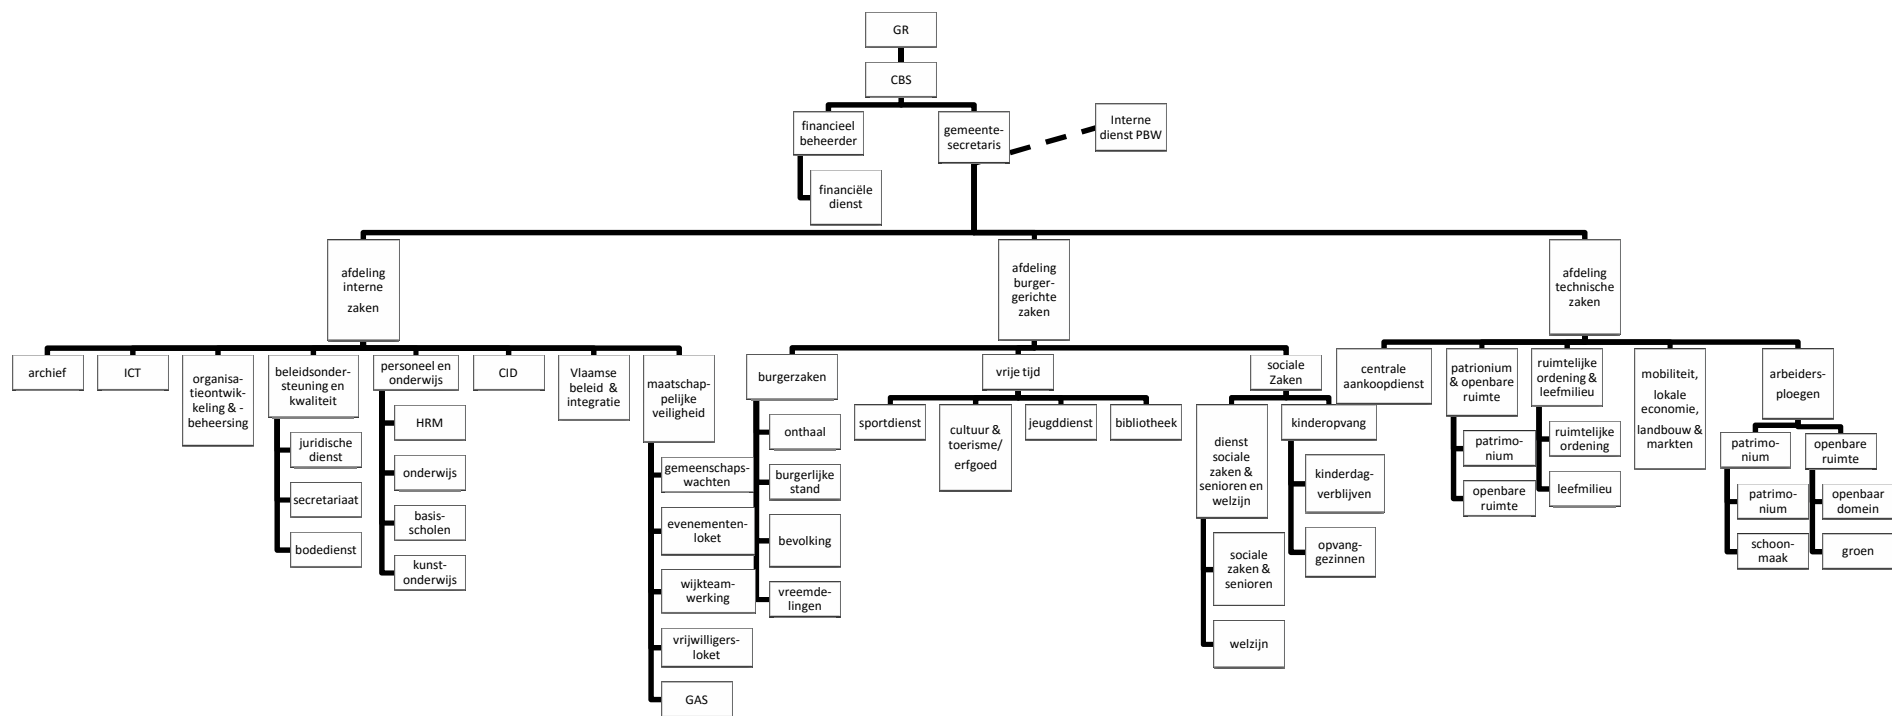 GR
CBS
financieel
beheerder
gemeente-
secretaris
Interne
dienst PBW
financiële
dienst
afdeling
interne
zaken
afdeling
burger-
gerichte
zaken
afdeling
technische
zaken
archief
ICT
organisa-
tieontwik-
keling & -
beheersing
beleidsonder-
steuning en
kwaliteit
juridische
dienst
secretariaat
bodedienst
personeel en
onderwijs
HRM
onderwijs
basis-
scholen
kunst-
onderwijs
CID
Vlaamse
beleid &
integratie
maatschap-
pelijke
veiligheid
gemeenschaps-
wachten
evenementen-
loket
wijkteam-
werking
vrijwilligers-
loket
GAS
burgerzaken
onthaal
burgerlijke
stand
bevolking
vreemde-
lingen
vrije tijd
sportdienst
cultuur &
toerisme/
erfgoed
jeugddienst
bibliotheek
sociale
Zaken
dienst
sociale
zaken &
senioren en
welzijn
sociale
zaken &
senioren
welzijn
kinderopvang
kinderdag-
verblijven
opvang-
gezinnen
centrale
aankoopdienst
patrionium
& openbare
ruimte
patrimo-
nium
openbare
ruimte
ruimtelijke
ordening &
leefmilieu
ruimtelijke
ordening
leefmilieu
mobiliteit,
lokale
economie,
landbouw &
markten
arbeiders-
ploegen
patrimo-
nium
patrimo-
nium
schoon-
maak
openbare
ruimte
openbaar
domein
groen